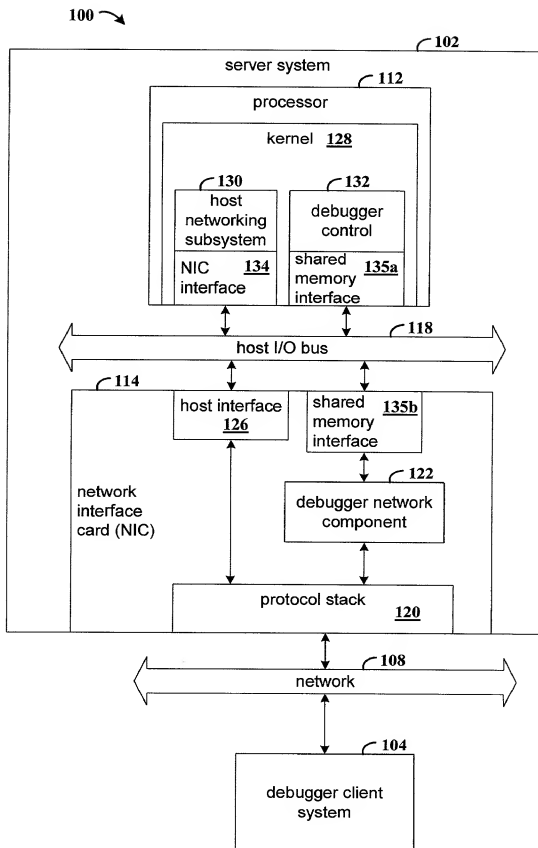 100
102
server system
112
processor
kernel 128
130
host
networking
subsystem
NIC
interface
134
132
debugger
control
shared
memory
interface
135a
118
host I/O bus
114
host interface
126
shared
memory
interface
135b
122
debugger network
component
network
interface
card (NIC)
protocol stack
120
108
network
104
debugger client
system